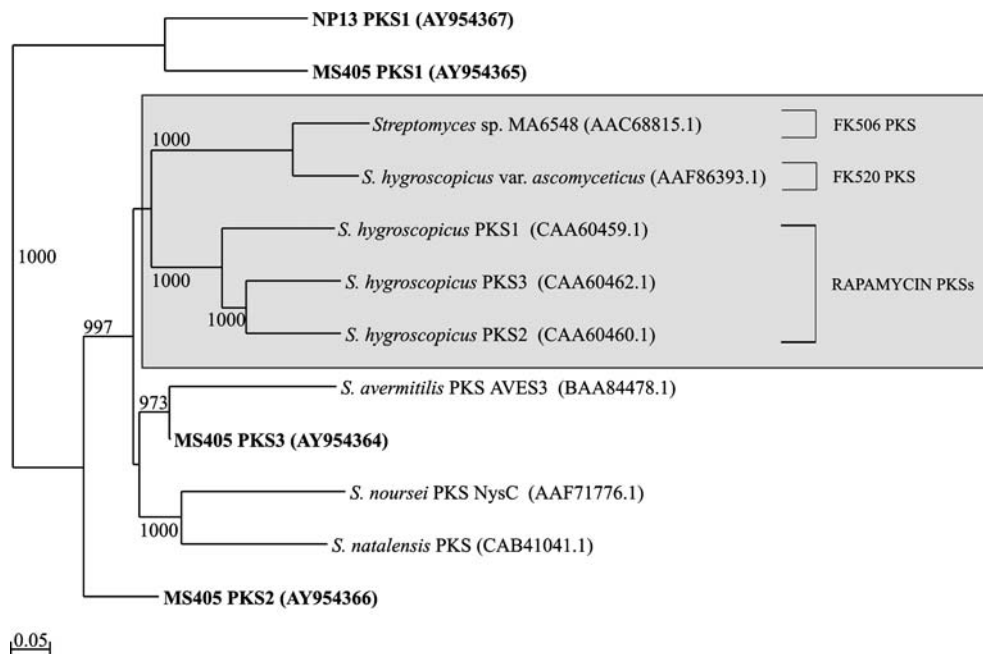 NP13 PKS1 (AY954367)
MS405 PKS1 (AY954365)
1000
Streptomyces sp. MA6548 (AAC68815.1)
FK506 PKS
S. hygroscopicus var. ascomyceticus (AAF86393.1)
FK520 PKS
S. hygroscopicus PKS1 (CAA60459.1)
1000
1000
S. hygroscopicus PKS3 (CAA60462.1)
RAPAMYCIN PKSs
1000
S. hygroscopicus PKS2 (CAA60460.1)
997
S. avermitilis PKS AVES3 (BAA84478.1)
973
MS405 PKS3 (AY954364)
S. noursei PKS NysC (AAF71776.1)
1000
S. natalensis PKS (CAB41041.1)
MS405 PKS2 (AY954366)
0.05